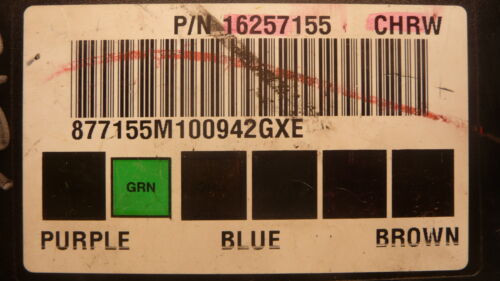 P/N 16257155 CHRW
877155M100942GXE
GRN
PURPLE BLUE BROWN